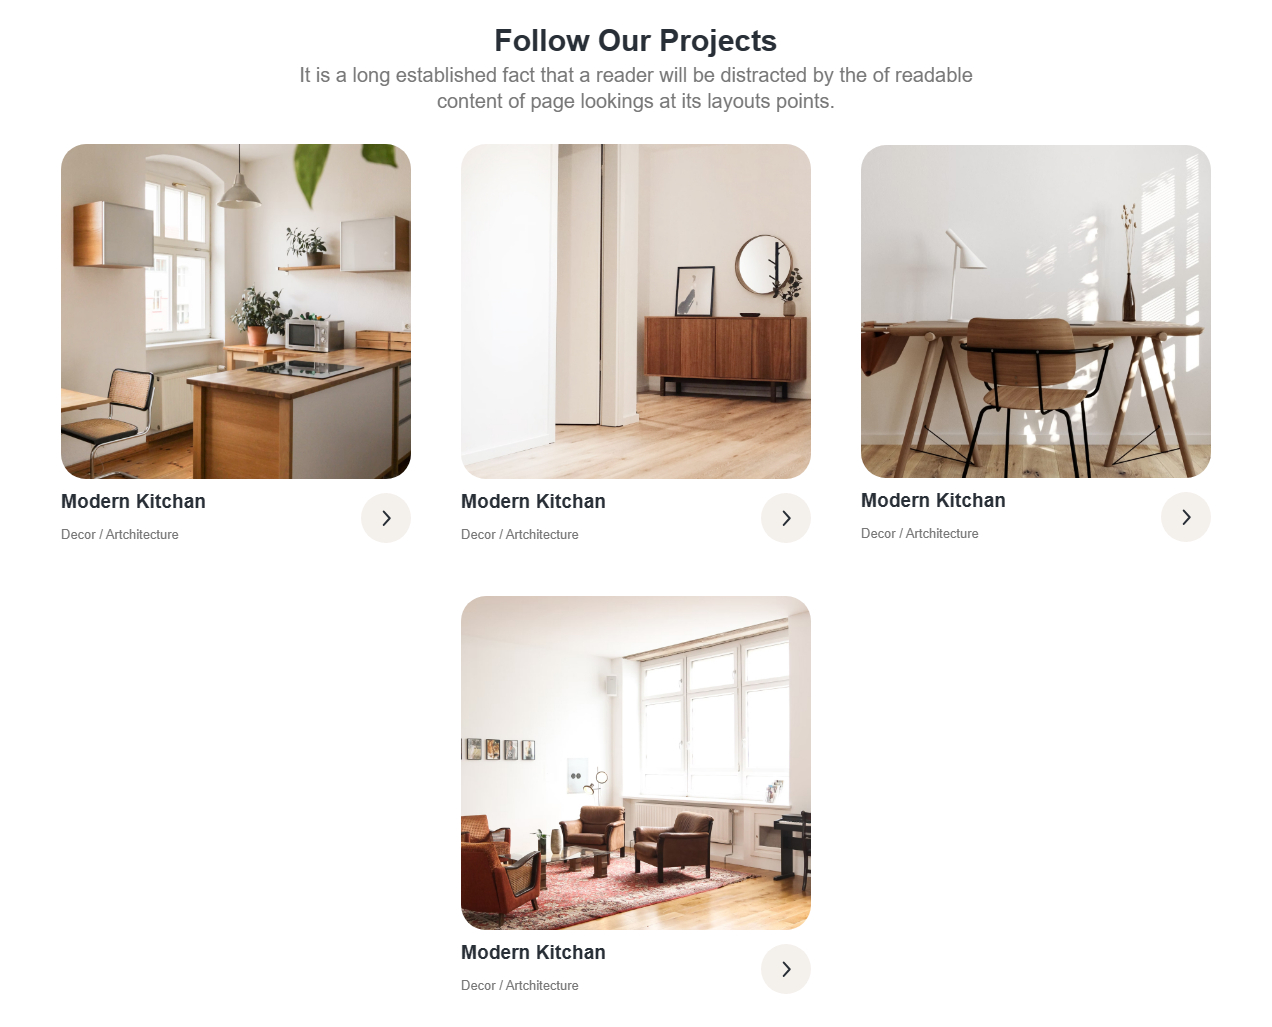 Follow Our Projects
It is a long established fact that a reader will be distracted by the of readable
content of page lookings at its layouts points.
Modern Kitchan
Decor / Artchitecture
Modern Kitchan
Decor / Artchitecture
Modern Kitchan
Decor / Artchitecture
Modern Kitchan
Decor / Artchitecture